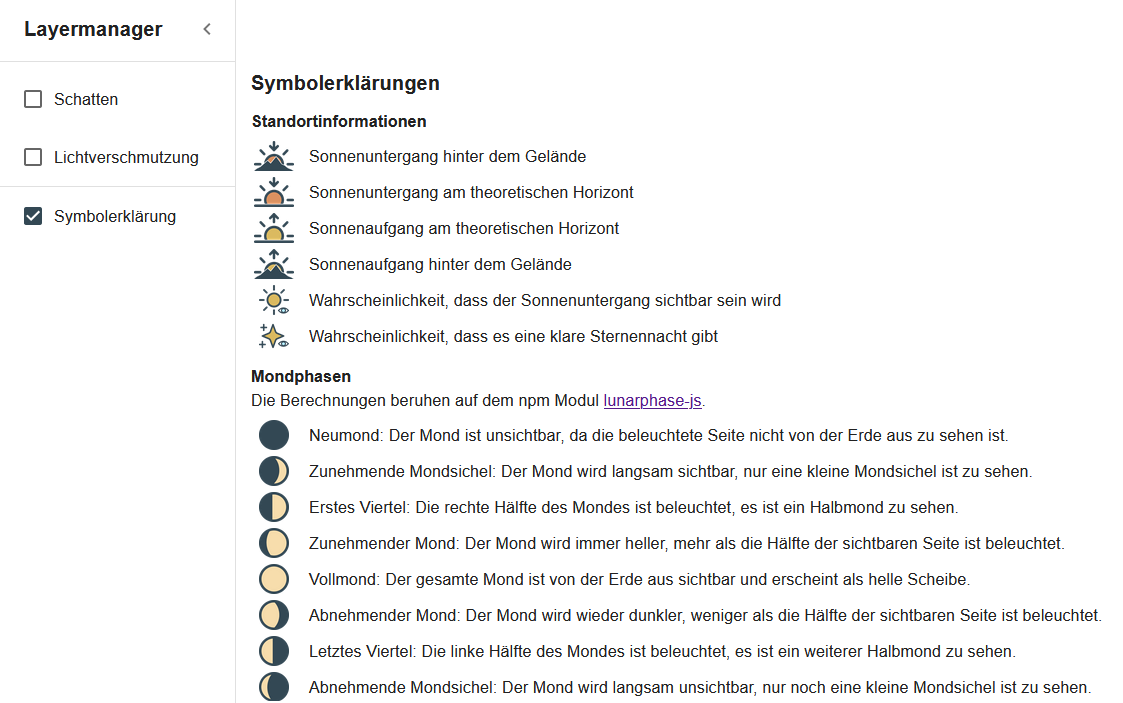 Layermanager
Schatten
Lichtverschmutzung
Symbolerklärung
Symbolerklärungen
Standortinformationen
Sonnenuntergang hinter dem Gelände
Sonnenuntergang am theoretischen Horizont
Sonnenaufgang am theoretischen Horizont
Sonnenaufgang hinter dem Gelände
Wahrscheinlichkeit, dass der Sonnenuntergang sichtbar sein wird
Wahrscheinlichkeit, dass es eine klare Sternennacht gibt
Mondphasen
Die Berechnungen beruhen auf dem npm Modul lunarphase-js.
Neumond: Der Mond ist unsichtbar, da die beleuchtete Seite nicht von der Erde aus zu sehen ist.
Zunehmende Mondsichel: Der Mond wird langsam sichtbar, nur eine kleine Mondsichel ist zu sehen.
Erstes Viertel: Die rechte Hälfte des Mondes ist beleuchtet, es ist ein Halbmond zu sehen.
Zunehmender Mond: Der Mond wird immer heller, mehr als die Hälfte der sichtbaren Seite ist beleuchtet.
Vollmond: Der gesamte Mond ist von der Erde aus sichtbar und erscheint als helle Scheibe.
Abnehmender Mond: Der Mond wird wieder dunkler, weniger als die Hälfte der sichtbaren Seite ist beleuchtet.
Letztes Viertel: Die linke Hälfte des Mondes ist beleuchtet, es ist ein weiterer Halbmond zu sehen.
Abnehmende Mondsichel: Der Mond wird langsam unsichtbar, nur noch eine kleine Mondsichel ist zu sehen.